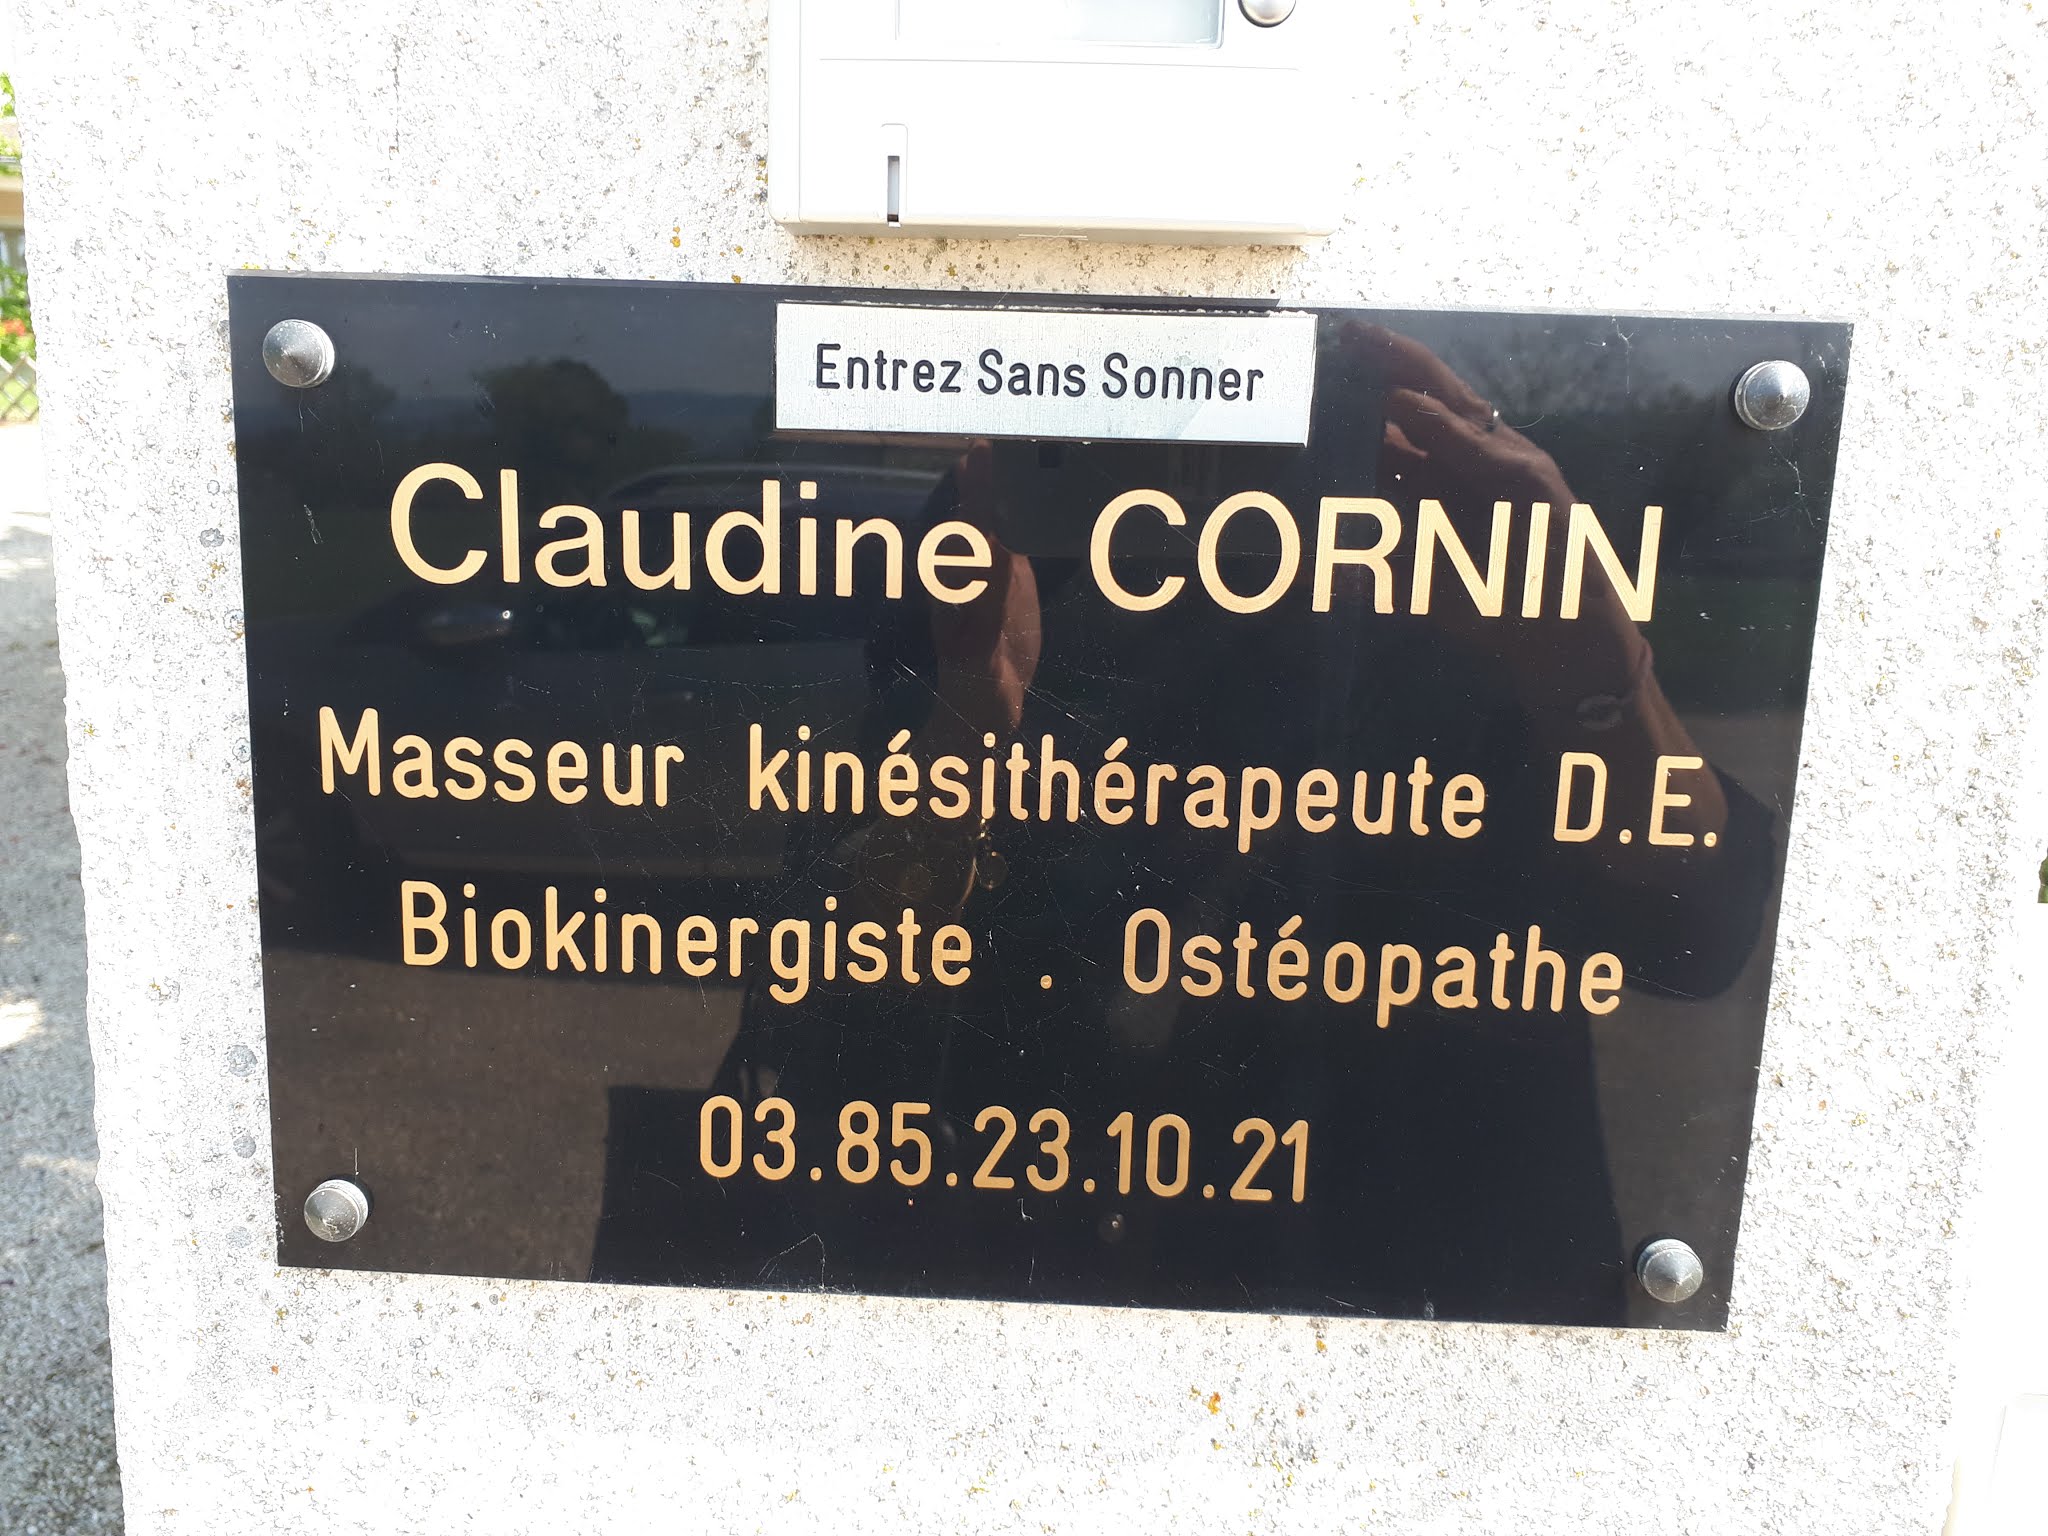 Entrez Sans Sonner
Claudine CORNIN
Masseur kinésithérapeute D.E.
Biokinergiste . Ostéopathe
03.85.23.10.21